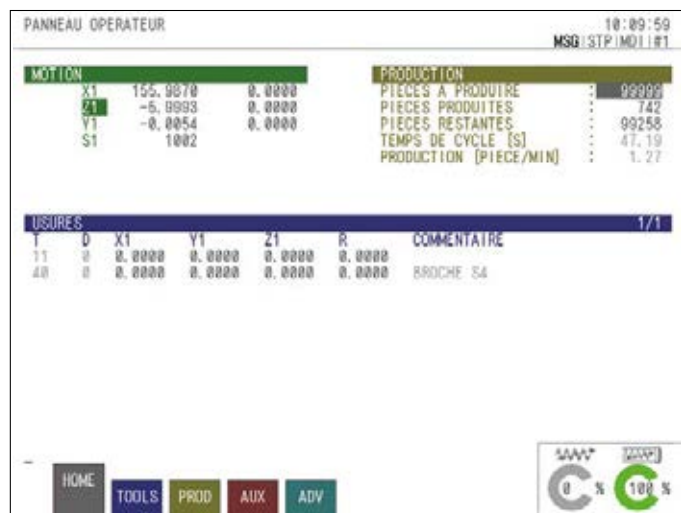 PANNEAU OPERATEUR
10:09:59
MSG|STP|MDI||#1
MOTION
X1 155.9870 0.0000
Z1 -5.9993 0.0000
Y1 -0.0054 0.0000
S1 1002
PRODUCTION
PIECES A PRODUIRE : 99999
PIECES PRODUITES : 742
PIECES RESTANTES : 99258
TEMPS DE CYCLE [S] : 47.19
PRODUCTION [PIECE/MIN] : 1.27
USURES 1/1
T D X1 Y1 Z1 R COMMENTAIRE
11 0 0.0000 0.0000 0.0000 0.0000
40 0 0.0000 0.0000 0.0000 0.0000 BROCHE S4
HOME TOOLS PROD AUX ADV
0 % 100 %